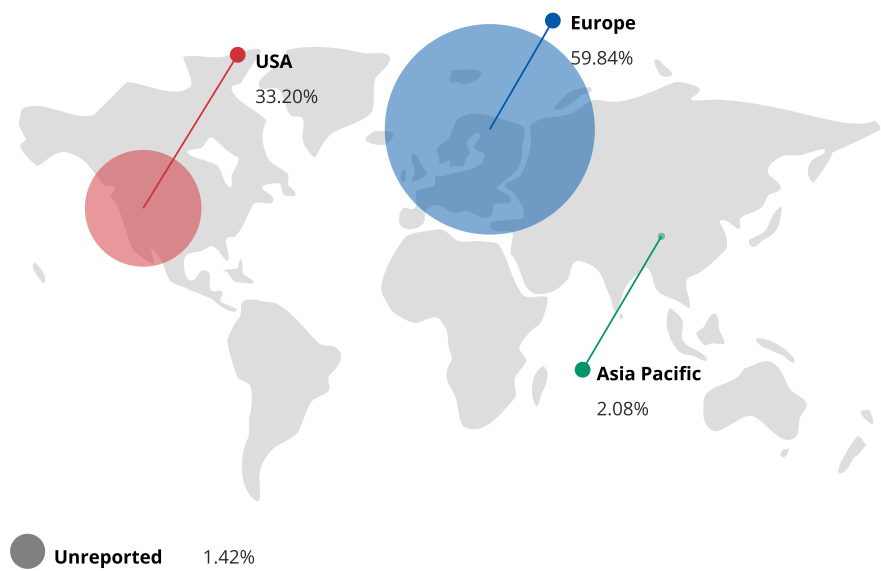 Europe
59.84%
USA
33.20%
Asia Pacific
2.08%
Unreported 1.42%